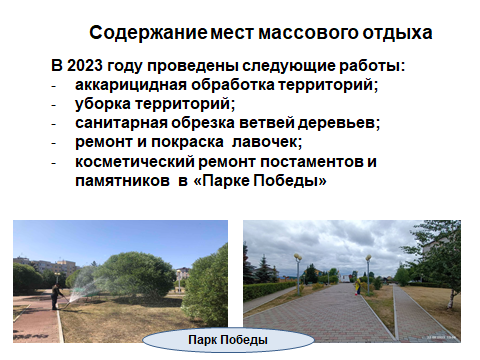 Содержание мест массового отдыха
В 2023 году проведены следующие работы:
- аккарицидная обработка территорий;
- уборка территорий;
- санитарная обрезка ветвей деревьев;
- ремонт и покраска лавочек;
- косметический ремонт постаментов и
памятников в «Парке Победы»
Парк Победы